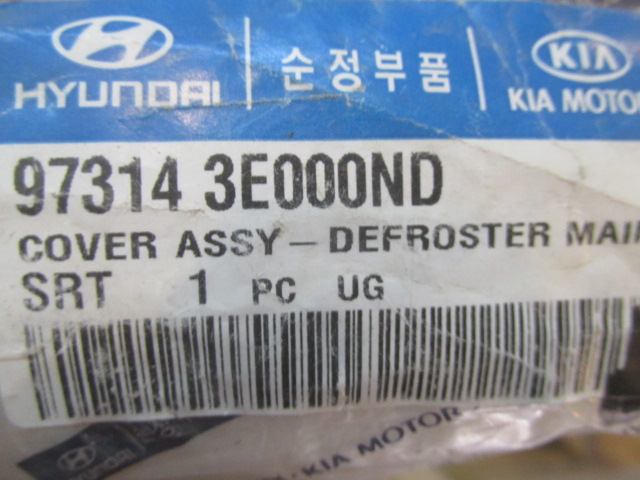 HYUNDAI 순정부품 KIA
KIA MOTOR
97314 3E000ND
COVER ASSY-DEFROSTER MAI
SRT 1 PC UG
HYUNDAI
KIA MOTOR